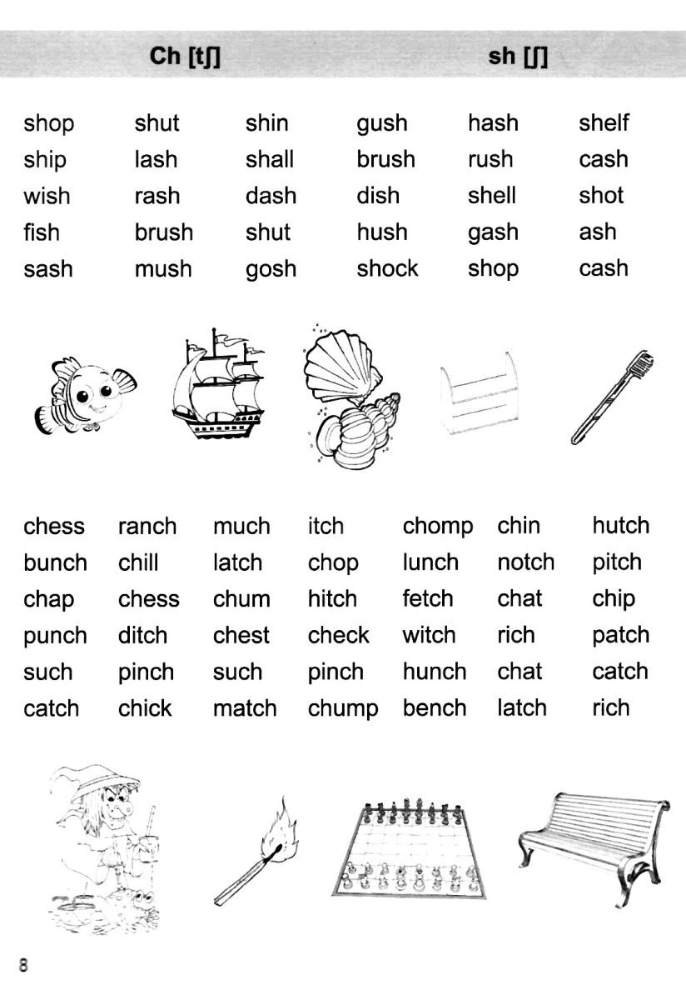 Ch [tʃ] sh [ʃ]
shop shut shin gush hash shelf
ship lash shall brush rush cash
wish rash dash dish shell shot
fish brush shut hush gash ash
sash mush gosh shock shop cash
chess ranch much itch chomp chin hutch
bunch chill latch chop lunch notch pitch
chap chess chum hitch fetch chat chip
punch ditch chest check witch rich patch
such pinch such pinch hunch chat catch
catch chick match chump bench latch rich
8